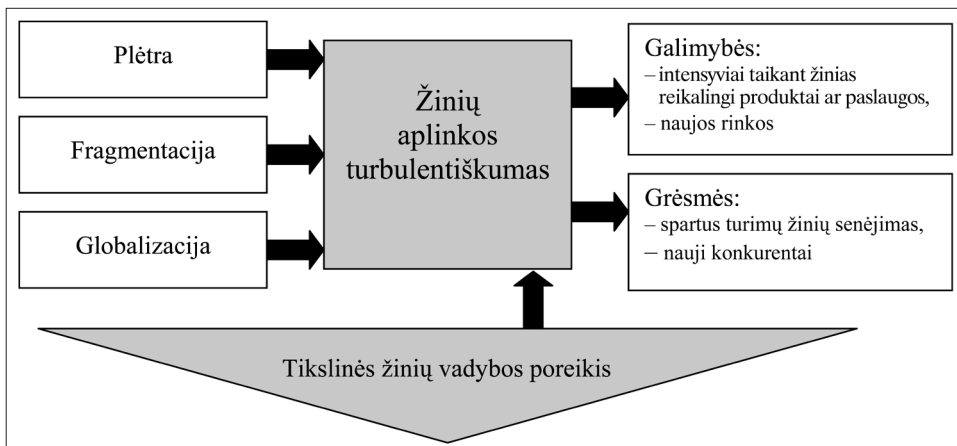 Plėtra
Fragmentacija
Globalizacija
Žinių
aplinkos
turbulentiškumas
Galimybės:
– intensyviai taikant žinias
reikalingi produktai ar paslaugos,
– naujos rinkos
Grėsmės:
– spartus turimų žinių senėjimas,
– nauji konkurentai
Tikslinės žinių vadybos poreikis